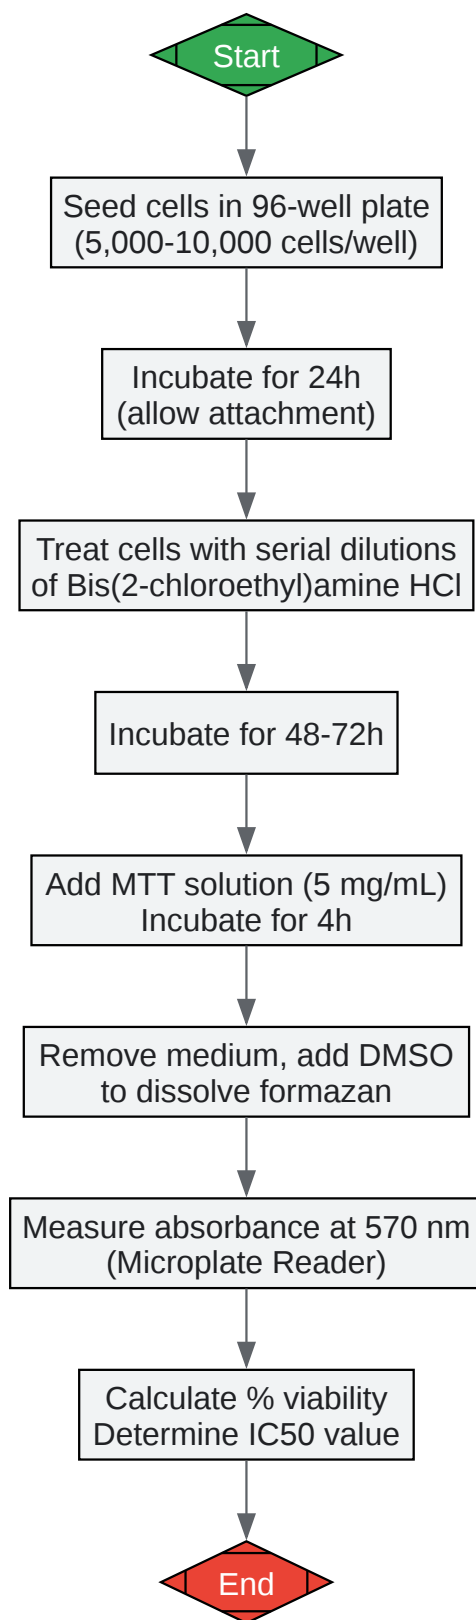 Start
Seed cells in 96-well plate
(5,000-10,000 cells/well)
Incubate for 24h
(allow attachment)
Treat cells with serial dilutions
of Bis(2-chloroethyl)amine HCl
Incubate for 48-72h
Add MTT solution (5 mg/mL)
Incubate for 4h
Remove medium, add DMSO
to dissolve formazan
Measure absorbance at 570 nm
(Microplate Reader)
Calculate % viability
Determine IC50 value
End